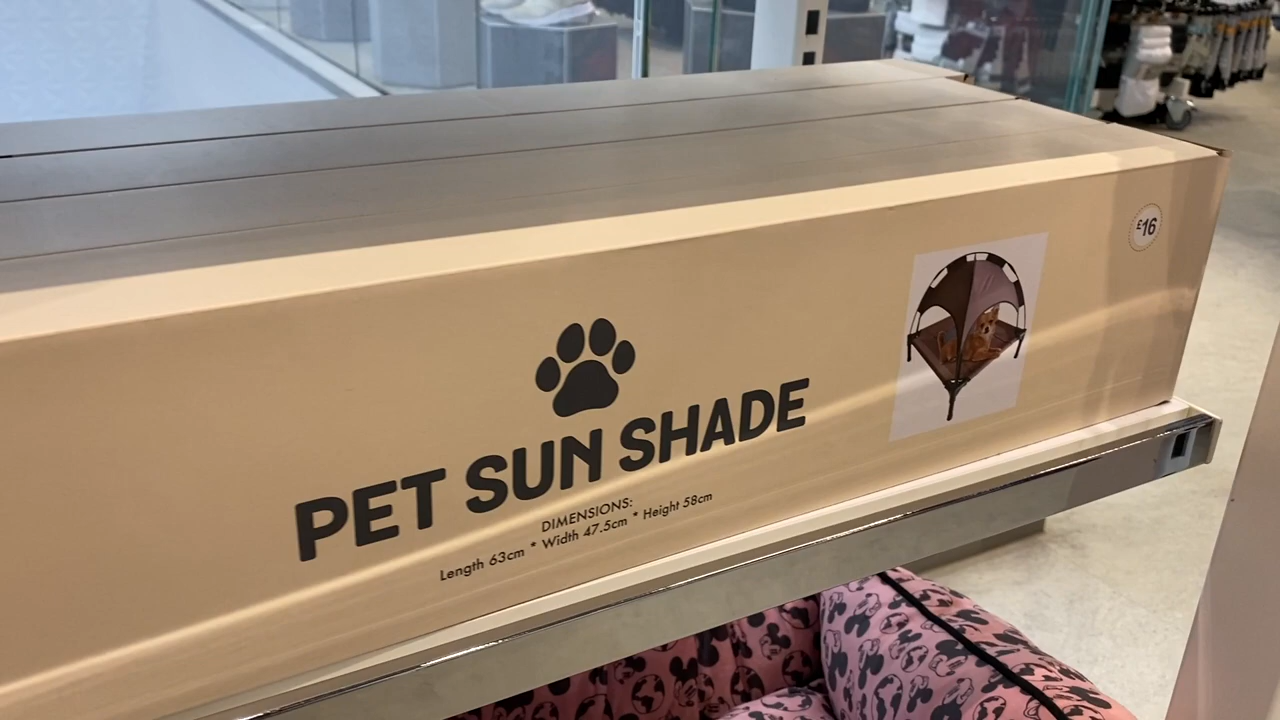 £16
PET SUN SHADE
DIMENSIONS:
Length 63cm * Width 47.5cm * Height 58cm